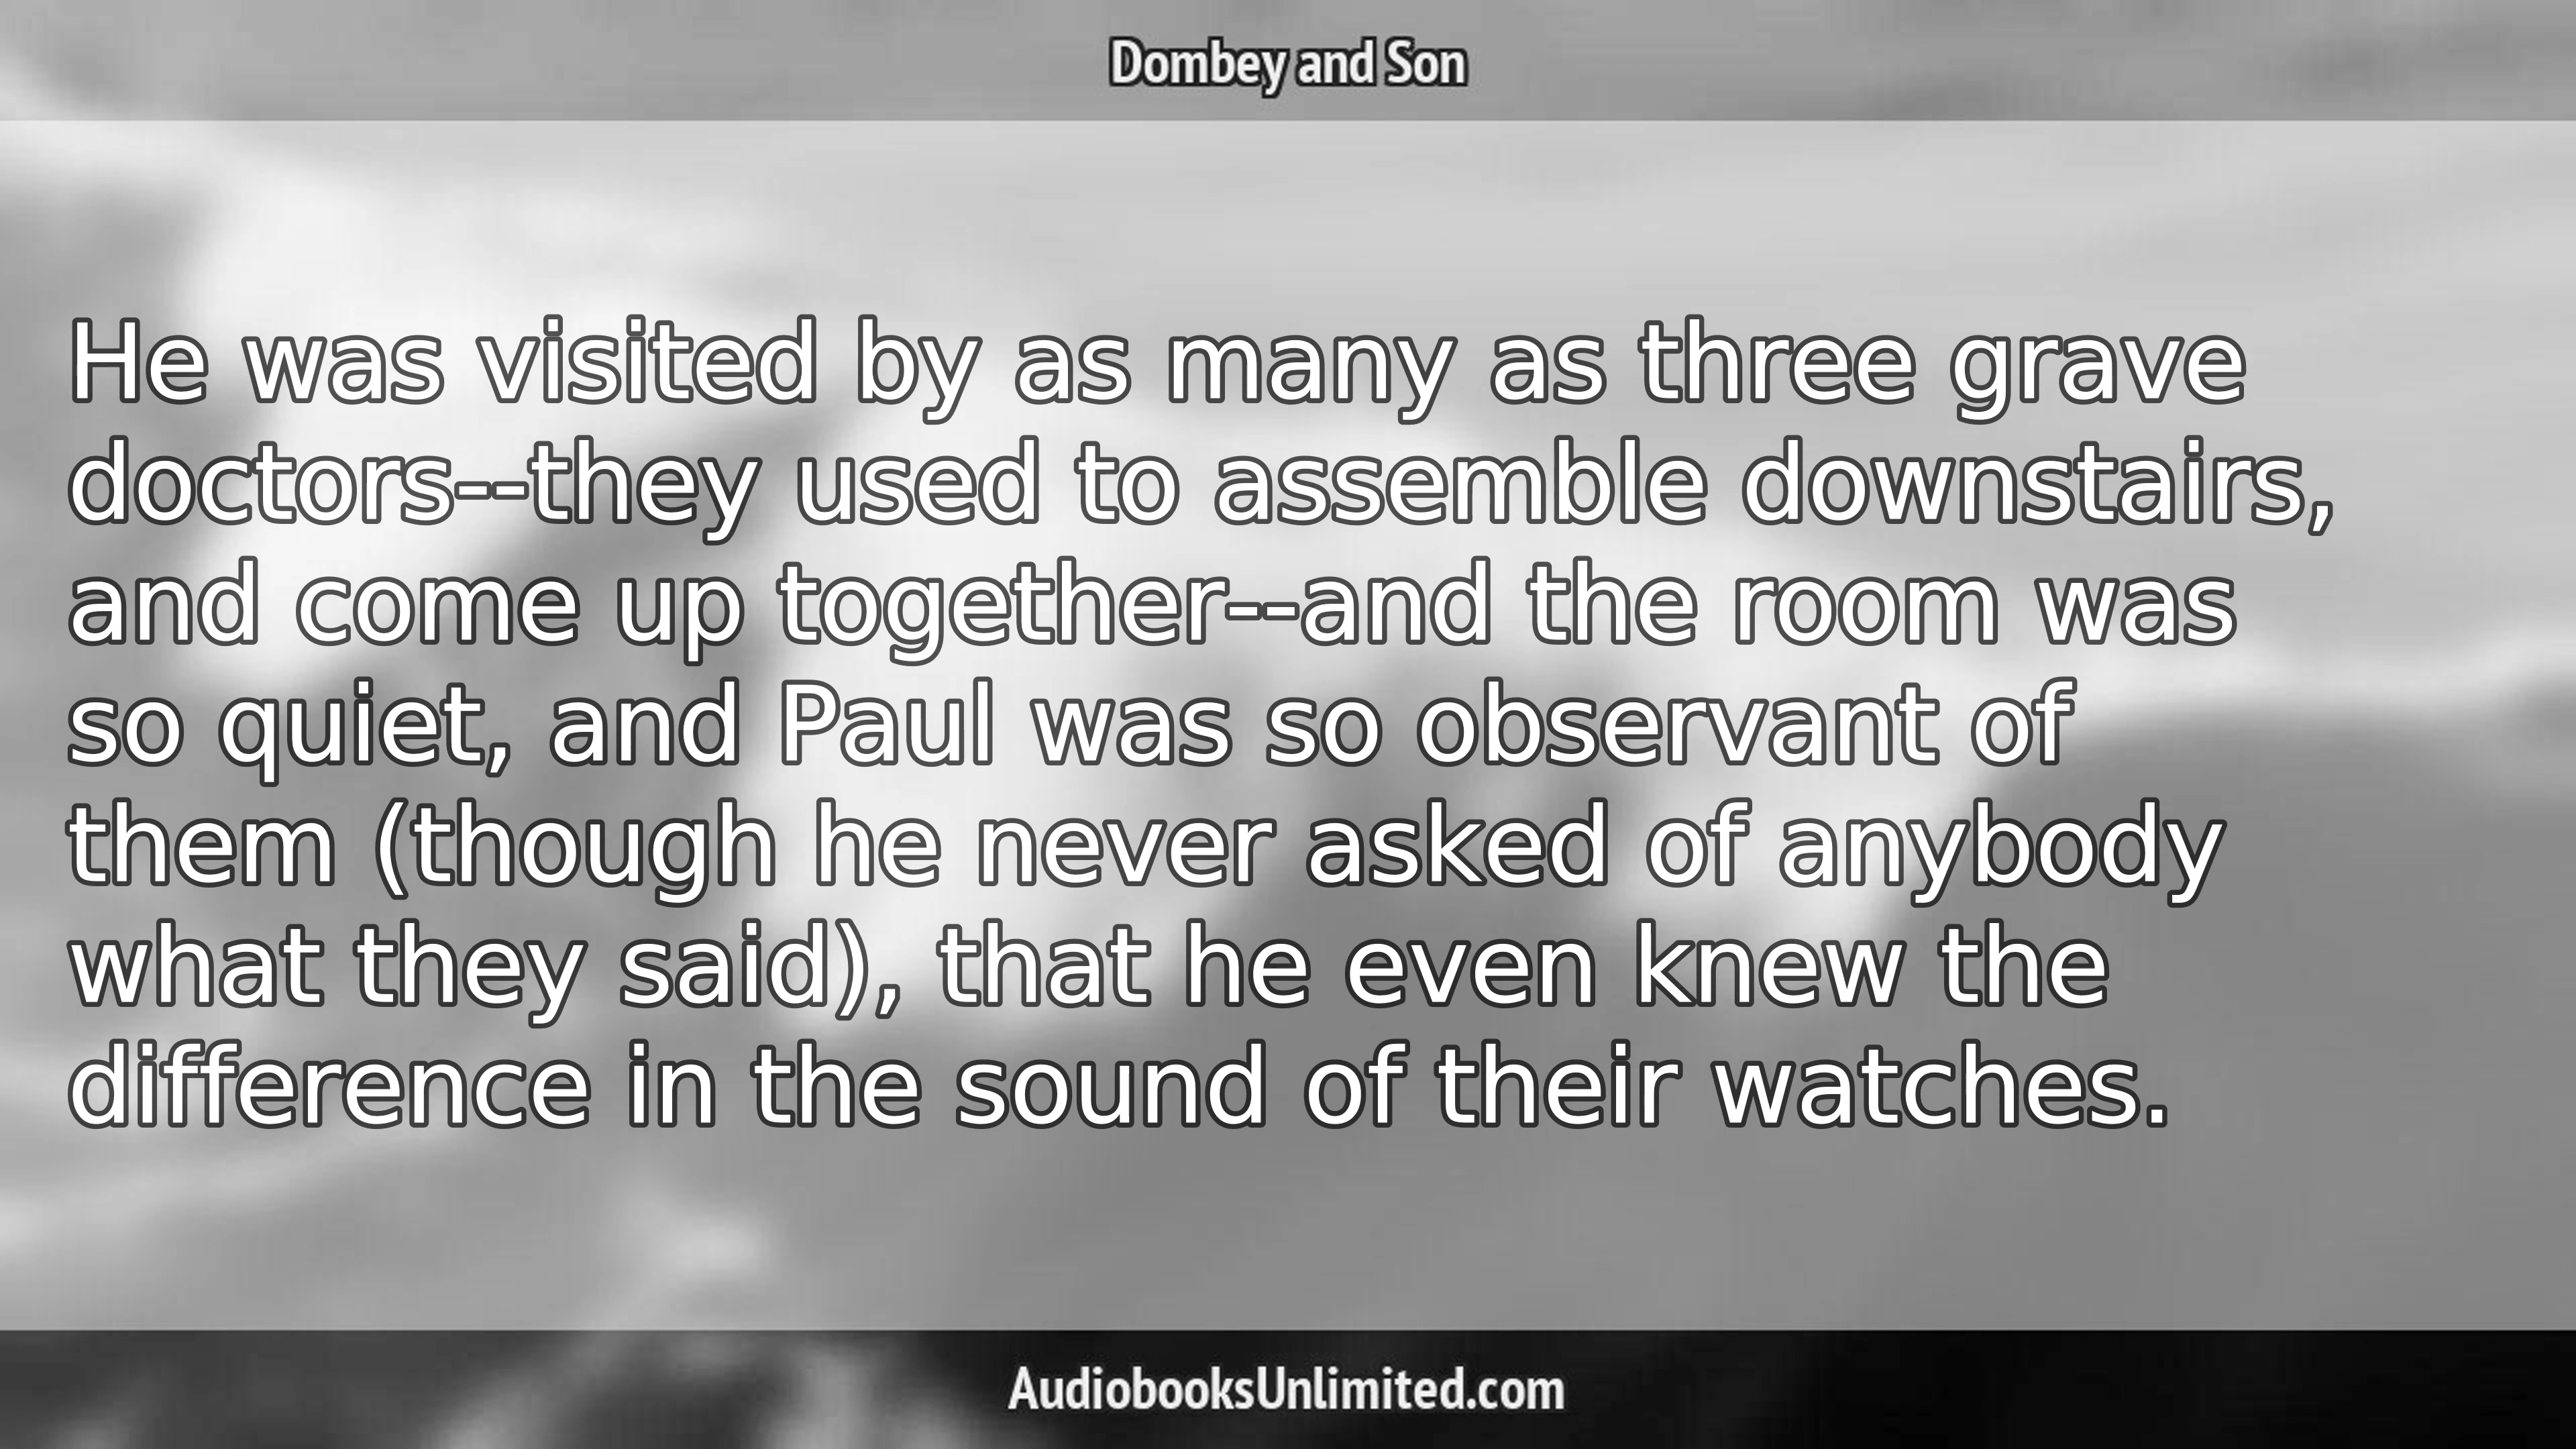 Dombey and Son
He was visited by as many as three grave
doctors--they used to assemble downstairs,
and come up together--and the room was
so quiet, and Paul was so observant of
them (though he never asked of anybody
what they said), that he even knew the
difference in the sound of their watches.
AudiobooksUnlimited.com